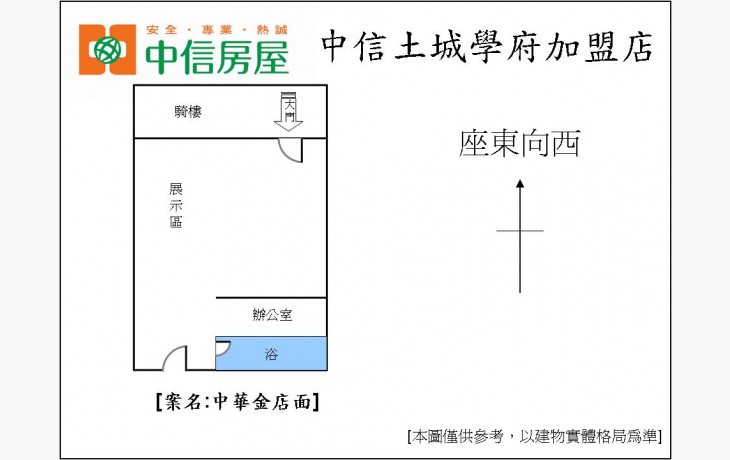 安全・專業・熱誠
中信房屋
中信土城學府加盟店
騎樓
大門
座東向西
展示區
辦公室
浴
[案名:中華金店面]
[本圖僅供參考，以建物實體格局為準]